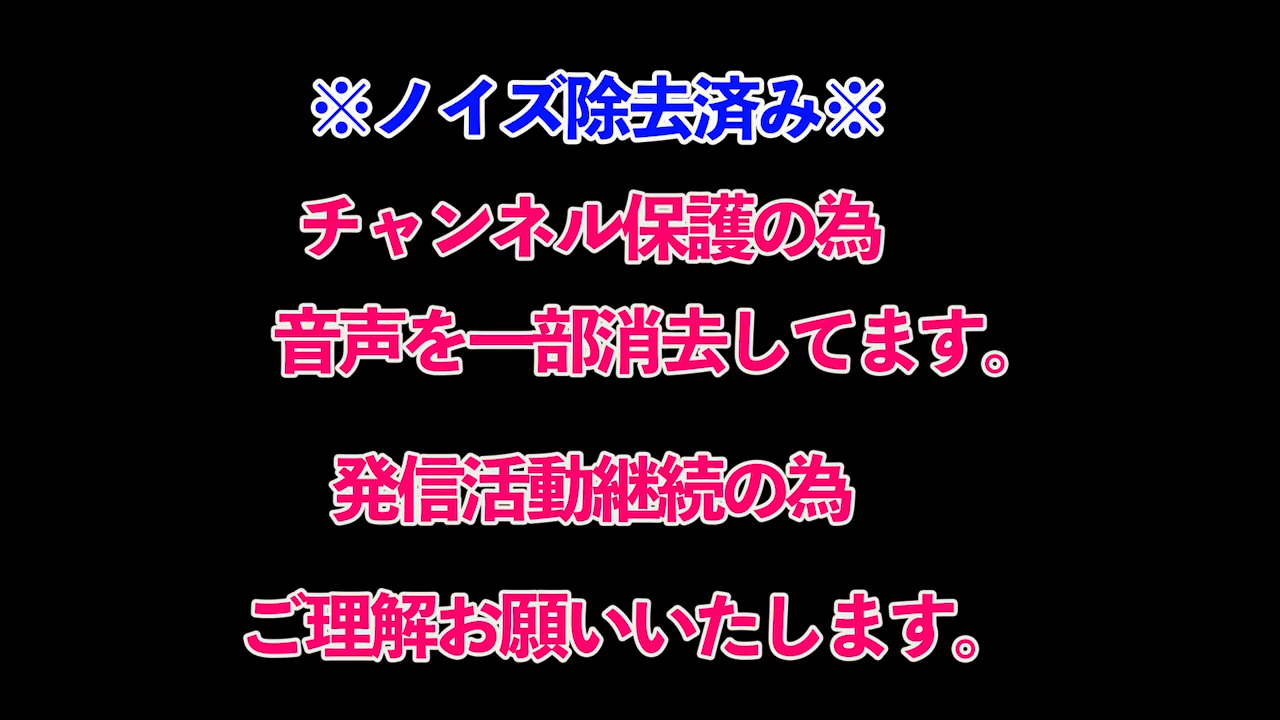 ※ノイズ除去済み※
チャンネル保護の為
音声を一部消去してます。
発信活動継続の為
ご理解お願いいたします。